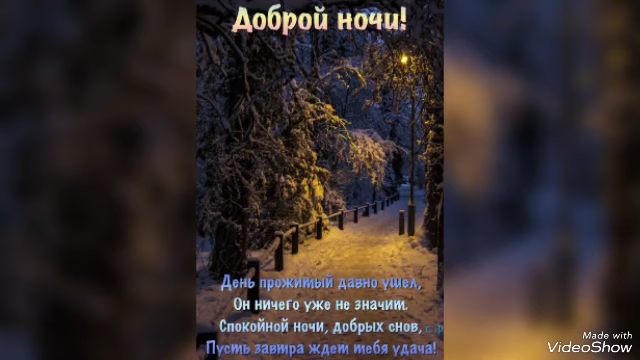 Доброй ночи!
День прожитый давно ушел,
Он ничего уже не значит.
Спокойной ночи, добрых снов,
Пусть завтра ждет тебя удача!
Made with
VideoShow